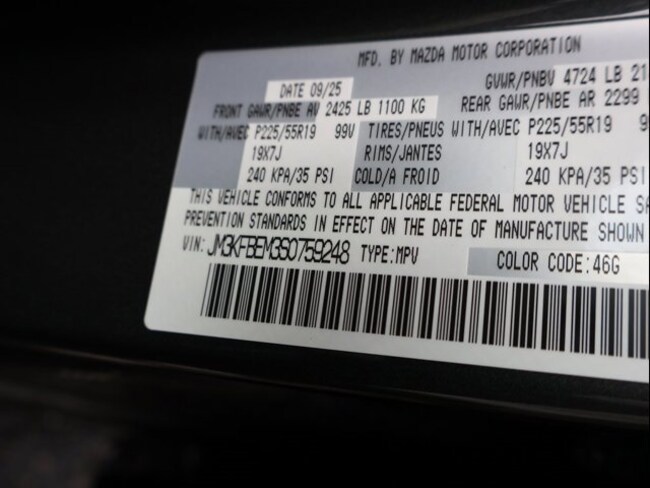 MFD. BY MAZDA MOTOR CORPORATION
DATE 09/25 GVWR/PNBV 4724 LB 21
FRONT GAWR/PNBE AV 2425 LB 1100 KG REAR GAWR/PNBE AR 2299
WITH/AVEC P225/55R19 99V TIRES/PNEUS WITH/AVEC P225/55R19 9
19X7J RIMS/JANTES 19X7J
240 KPA/35 PSI COLD/A FROID 240 KPA/35 PSI
THIS VEHICLE CONFORMS TO ALL APPLICABLE FEDERAL MOTOR VEHICLE SA
PREVENTION STANDARDS IN EFFECT ON THE DATE OF MANUFACTURE SHOWN
VIN: JM3KFBEM3S0759248 TYPE:MPV COLOR CODE:46G